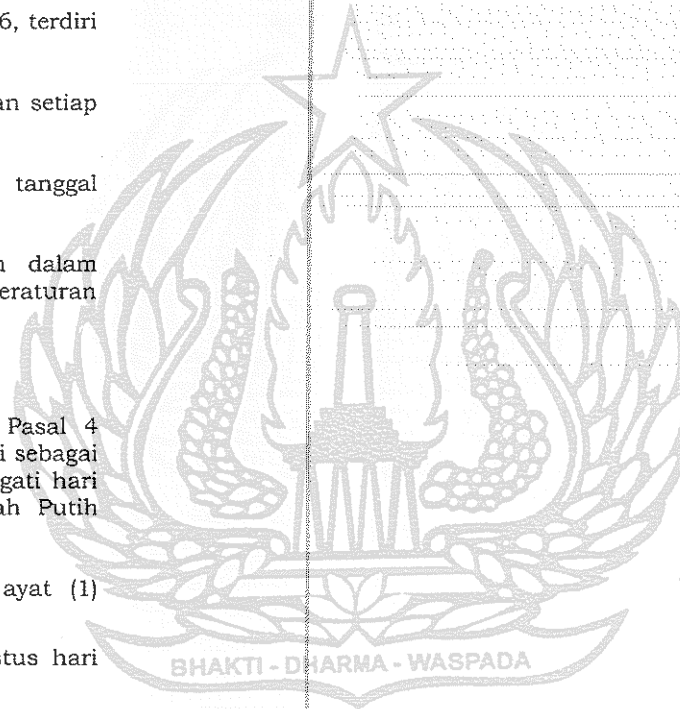 6, terdiri
an setiap
tanggal
dalam
eraturan
Pasal 4
i sebagai
gati hari
ah Putih
ayat (1)
stus hari
BHAKTI - DHARMA - WASPADA